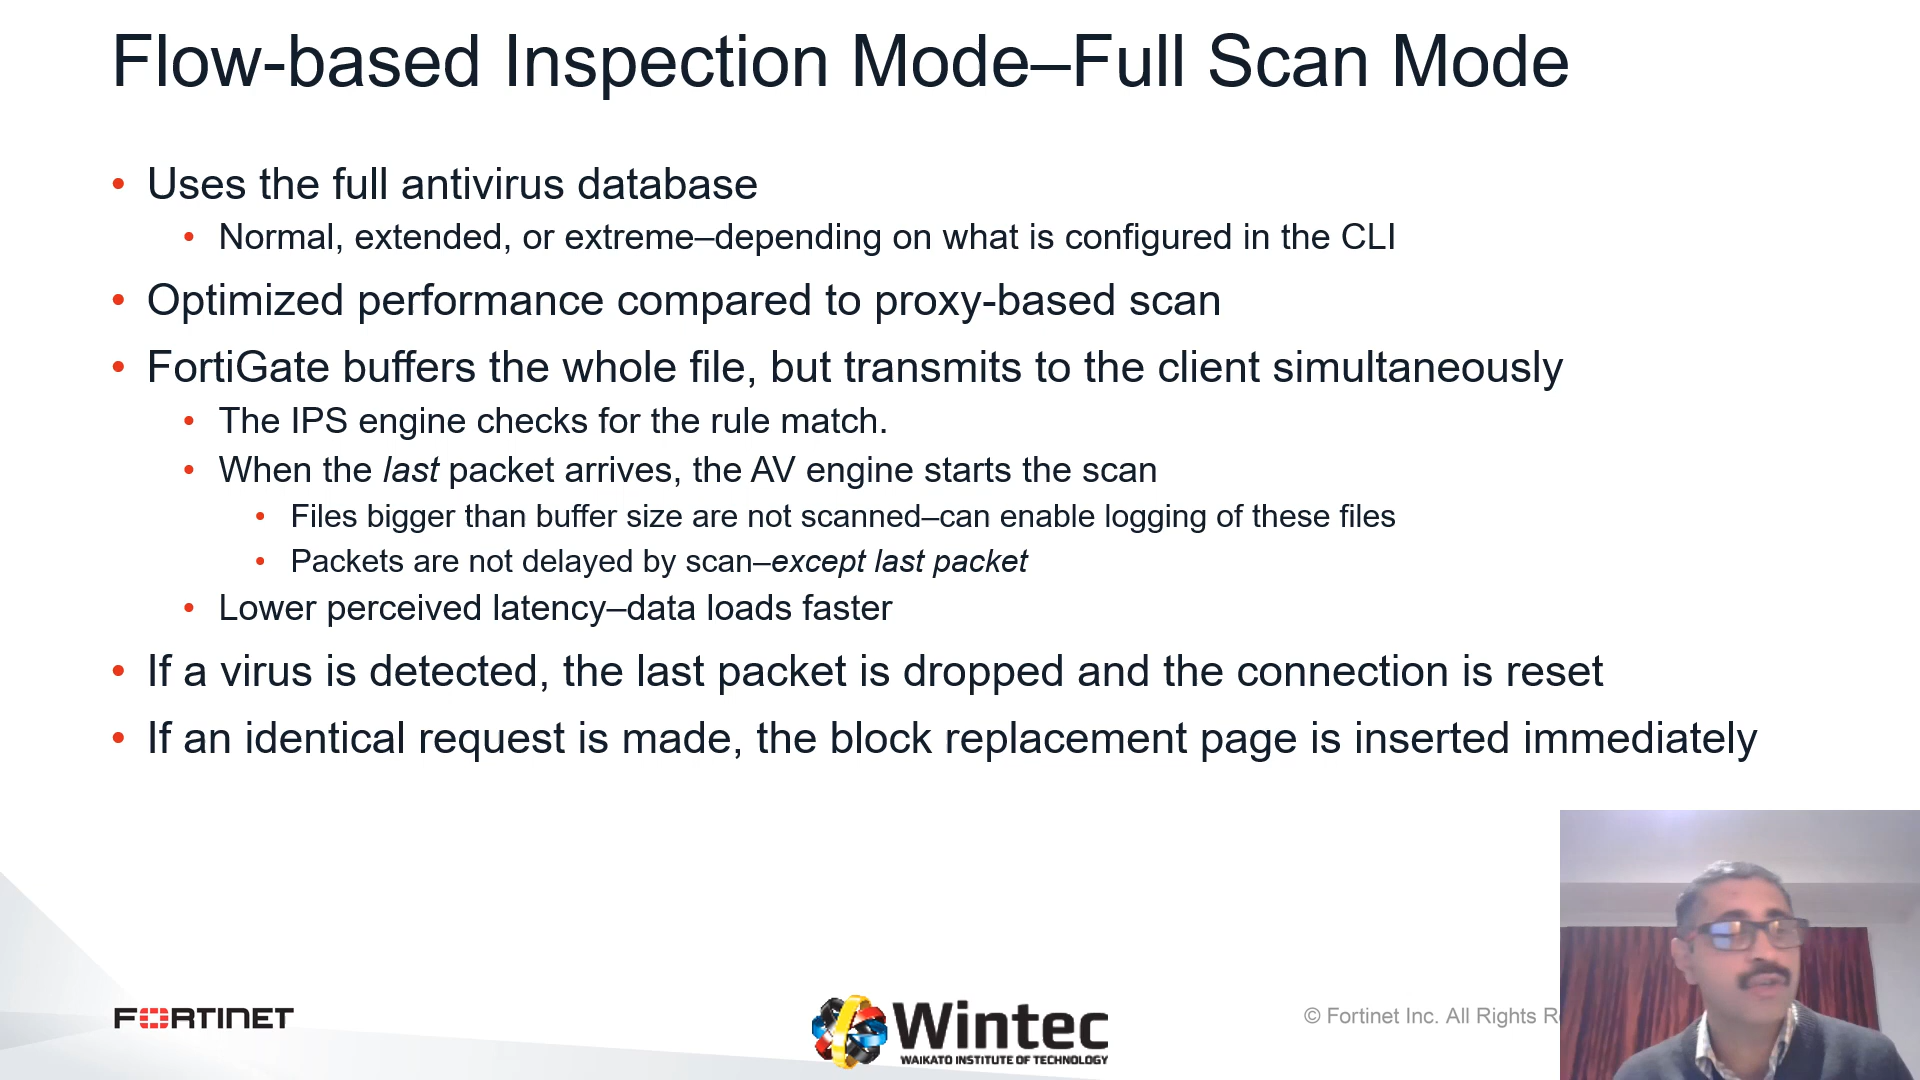 Flow-based Inspection Mode–Full Scan Mode
• Uses the full antivirus database
• Normal, extended, or extreme–depending on what is configured in the CLI
• Optimized performance compared to proxy-based scan
• FortiGate buffers the whole file, but transmits to the client simultaneously
• The IPS engine checks for the rule match.
• When the last packet arrives, the AV engine starts the scan
• Files bigger than buffer size are not scanned–can enable logging of these files
• Packets are not delayed by scan–except last packet
• Lower perceived latency–data loads faster
• If a virus is detected, the last packet is dropped and the connection is reset
• If an identical request is made, the block replacement page is inserted immediately
FORTINET
Wintec
WAIKATO INSTITUTE OF TECHNOLOGY
© Fortinet Inc. All Rights